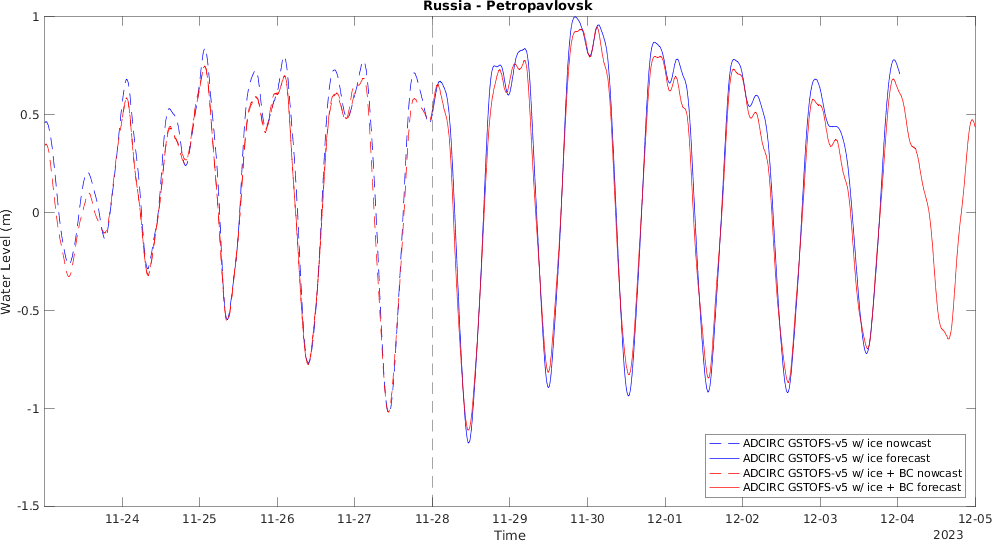 Russia - Petropavlovsk
1
0.5
0
-0.5
-1
-1.5
Water Level (m)
ADCIRC GSTOFS-v5 w/ ice nowcast
ADCIRC GSTOFS-v5 w/ ice forecast
ADCIRC GSTOFS-v5 w/ ice + BC nowcast
ADCIRC GSTOFS-v5 w/ ice + BC forecast
11-24 11-25 11-26 11-27 11-28 11-29 11-30 12-01 12-02 12-03 12-04 12-05
Time
2023